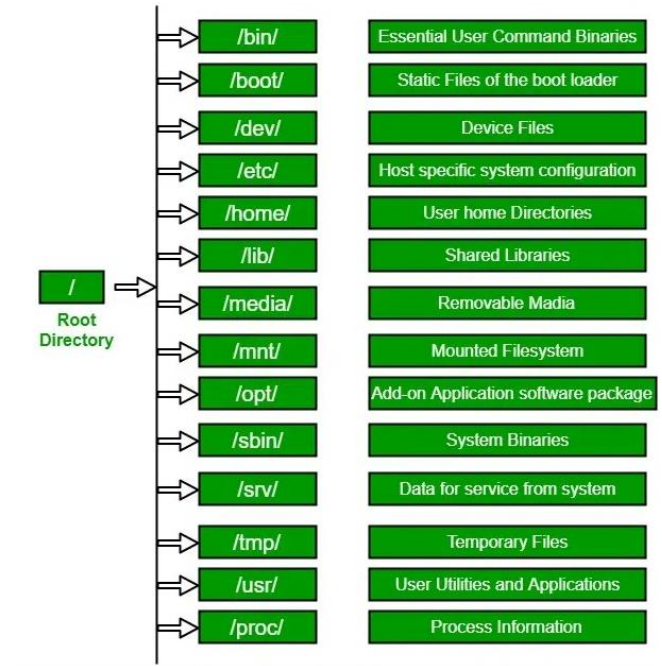 /bin/ Essential User Command Binaries
/boot/ Static Files of the boot loader
/dev/ Device Files
/etc/ Host specific system configuration
/home/ User home Directories
/lib/ Shared Libraries
/
Root
Directory
/media/ Removable Madia
/mnt/ Mounted Filesystem
/opt/ Add-on Application software package
/sbin/ System Binaries
/srv/ Data for service from system
/tmp/ Temporary Files
/usr/ User Utilities and Applications
/proc/ Process Information